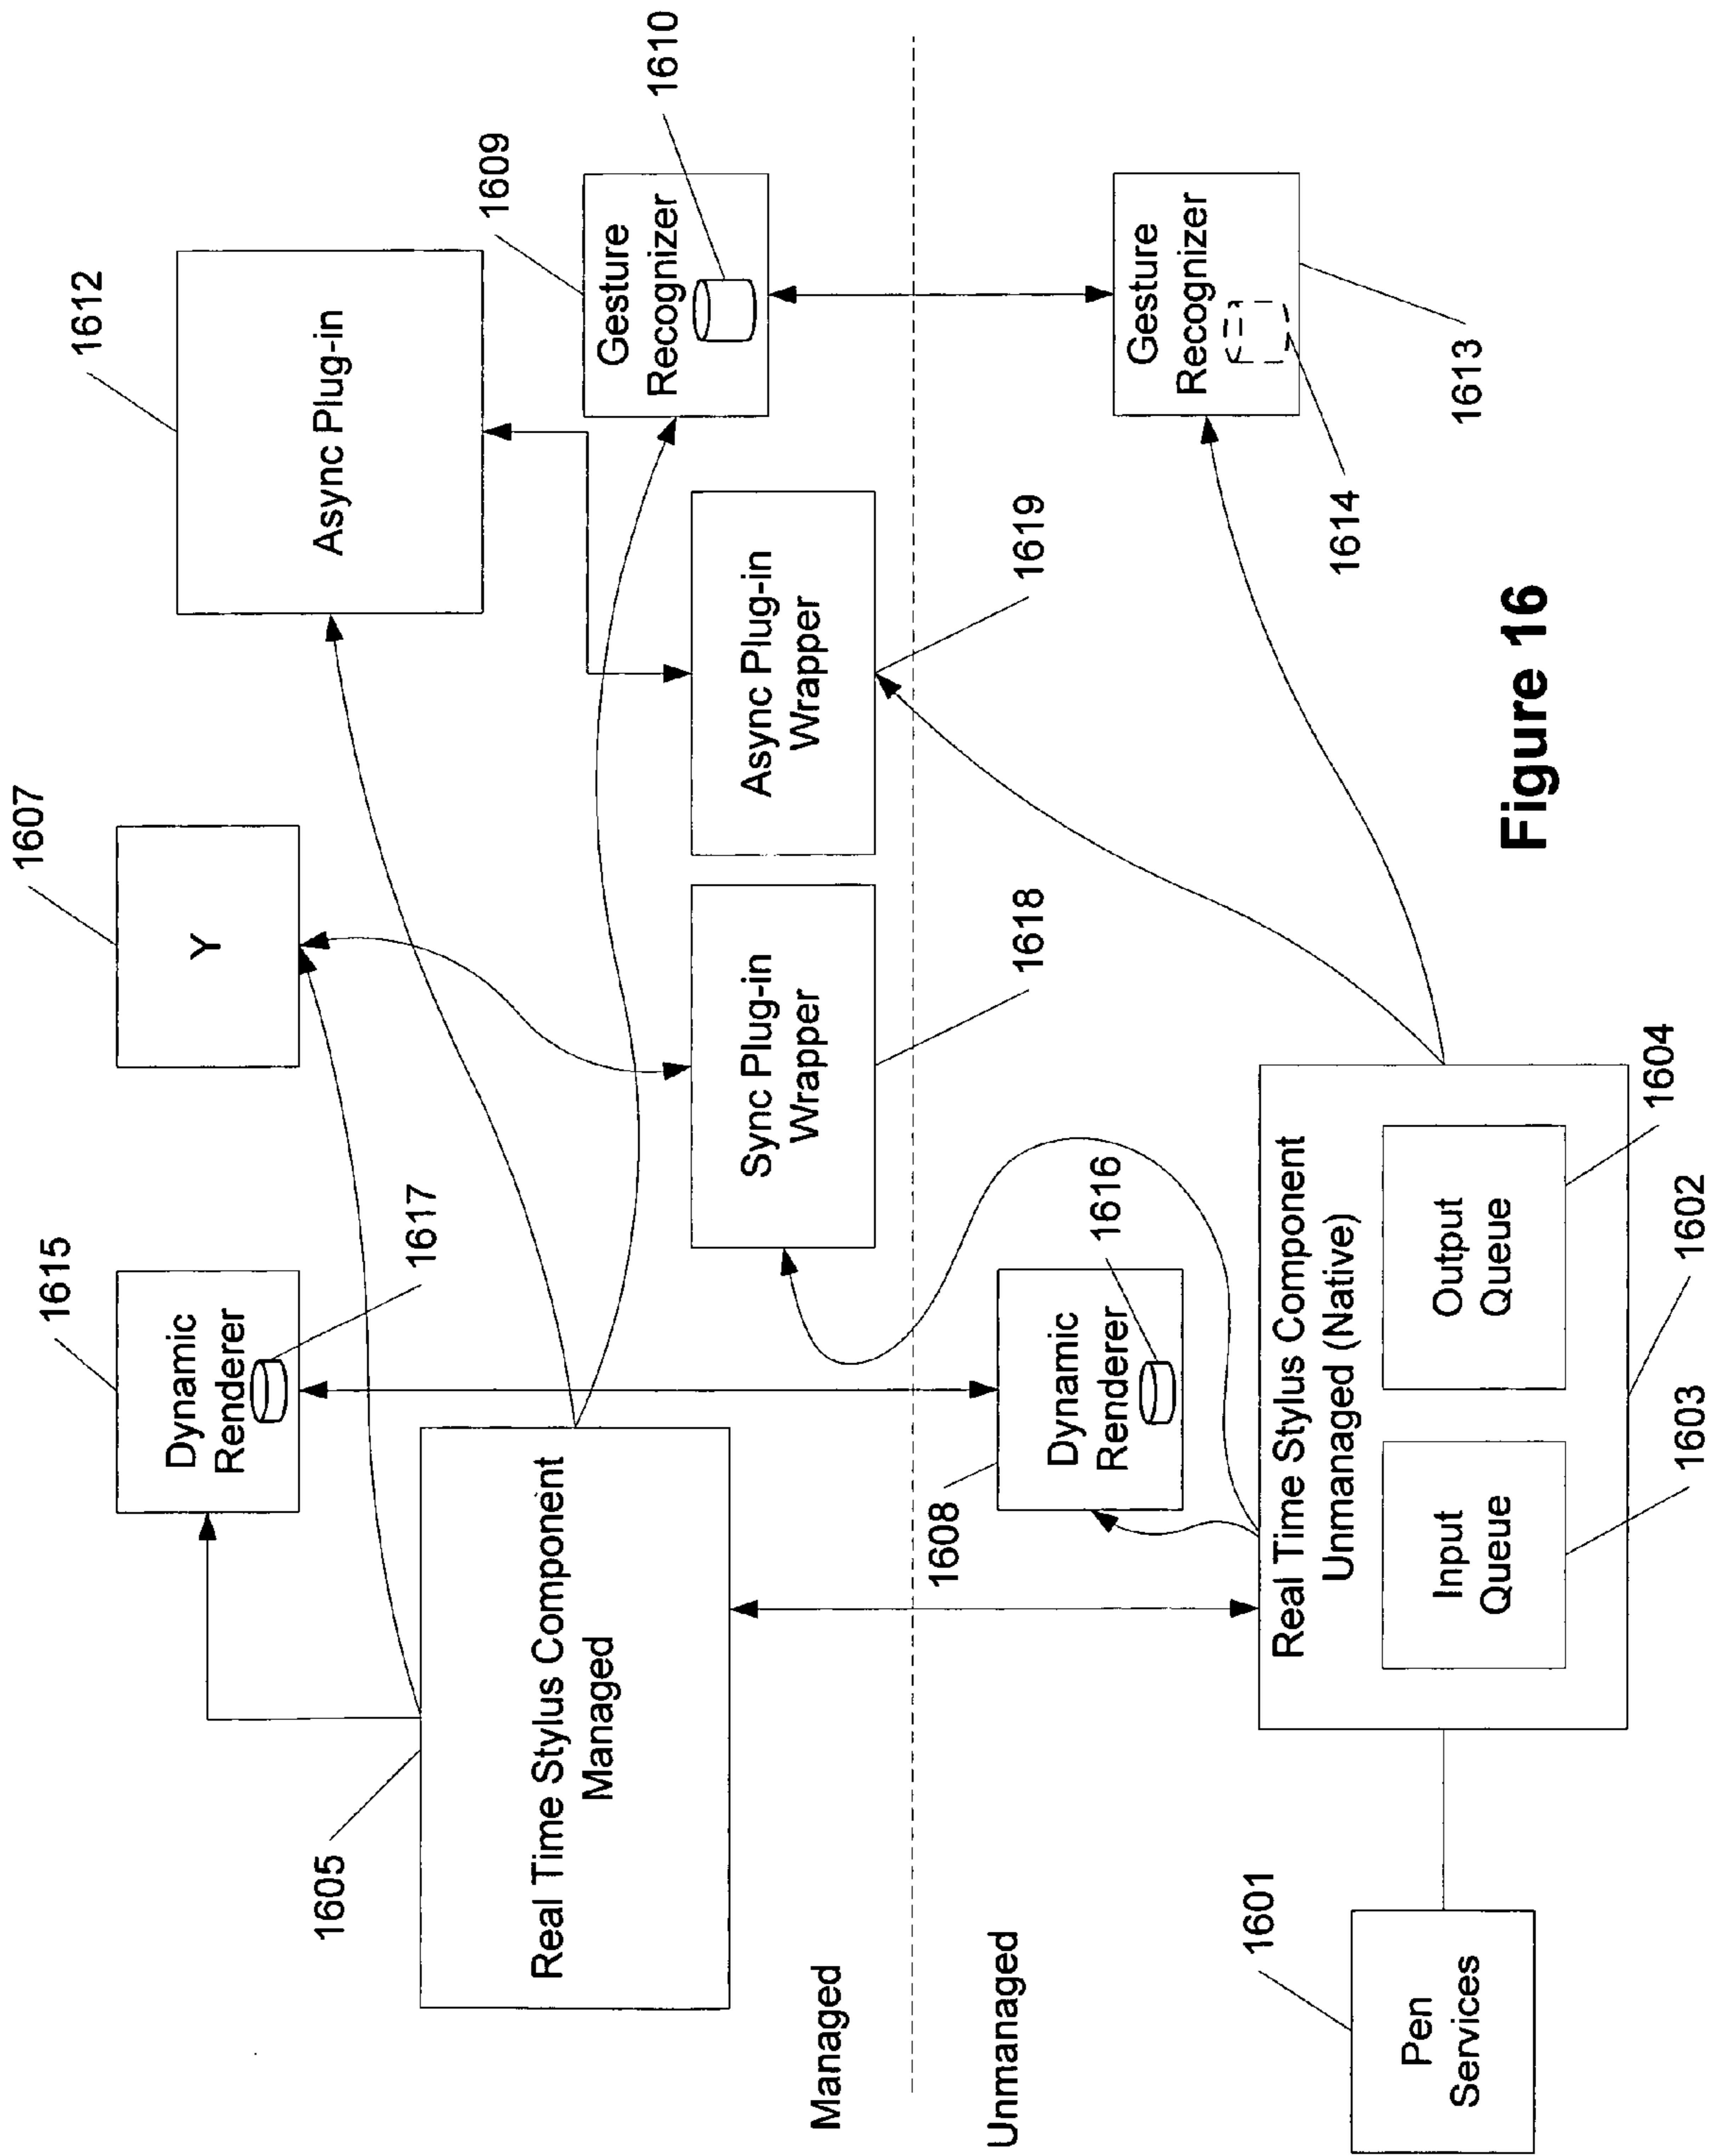 1615
Dynamic
Renderer
1617
1607
Y
1612
Async Plug-in
1605
Real Time Stylus Component
Managed
Sync Plug-in
Wrapper
1618
Async Plug-in
Wrapper
1619
1609
Gesture
Recognizer
1610
Managed
Unmanaged
1608
Dynamic
Renderer
1616
Gesture
Recognizer
1613
1614
1601
Pen
Services
Real Time Stylus Component
Unmanaged (Native)
Input
Queue
Output
Queue
1603
1602
1604
Figure 16